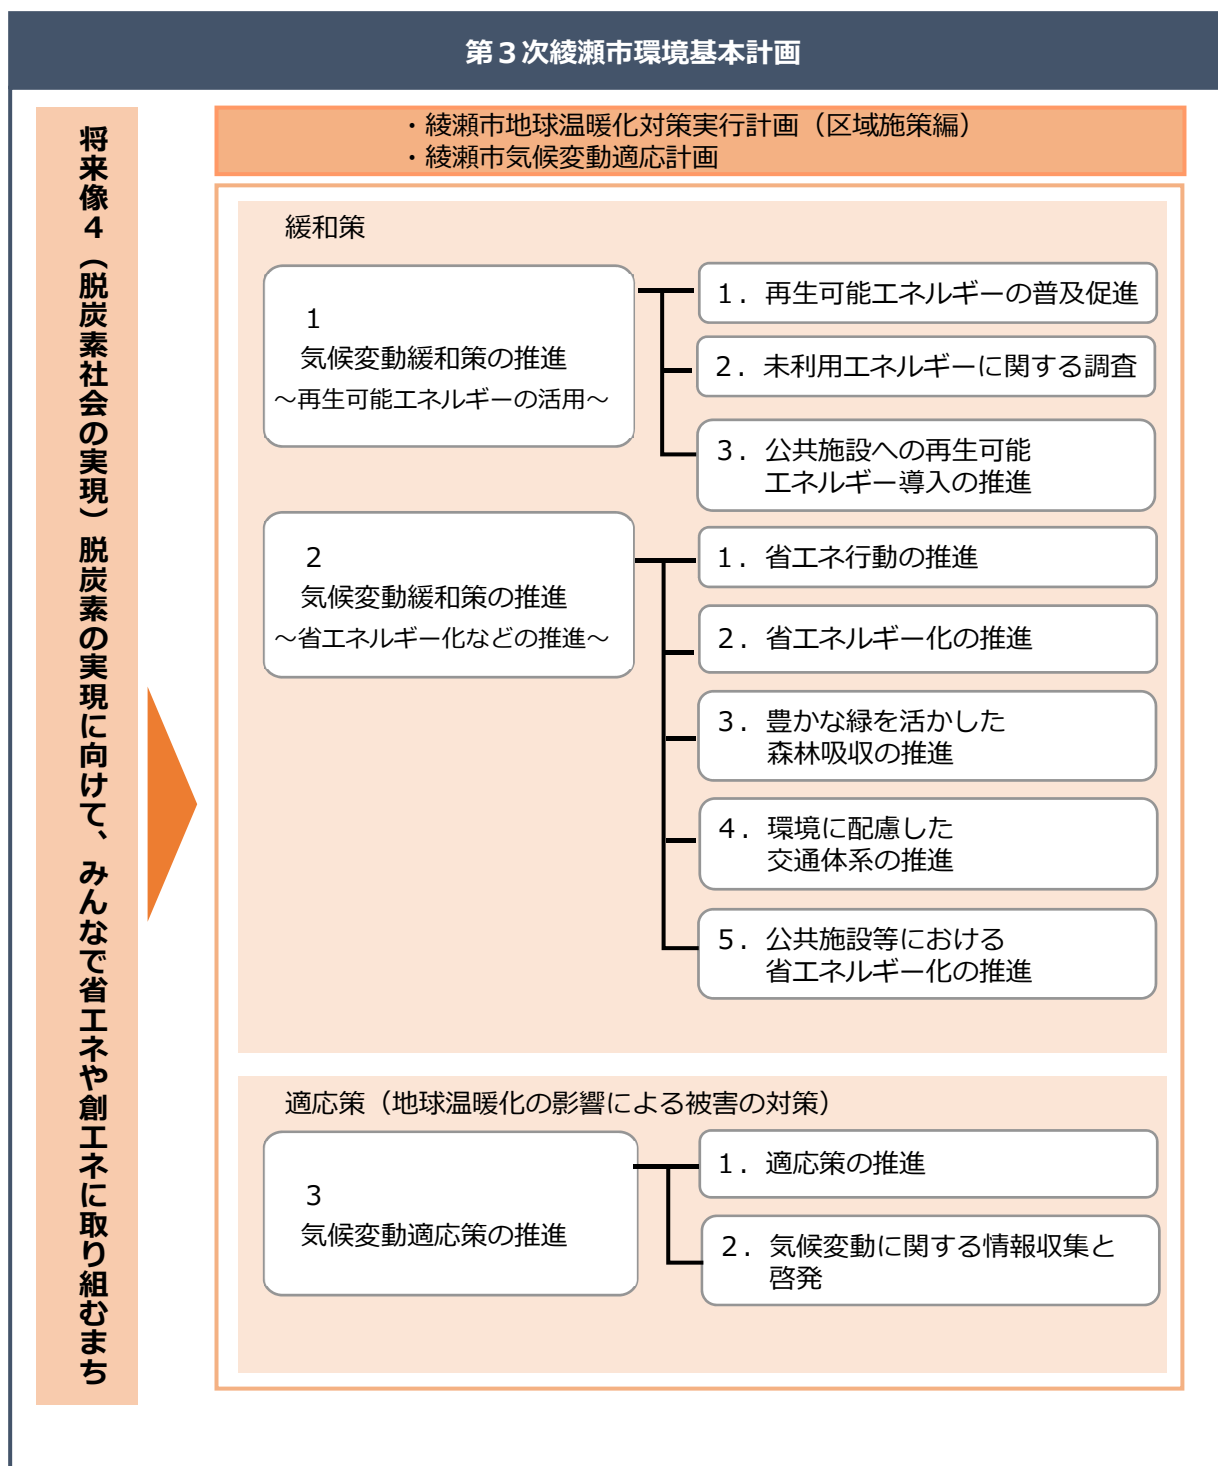 第３次綾瀬市環境基本計画
将来像４（脱炭素社会の実現）脱炭素の実現に向けて、みんなで省エネや創エネに取り組むまち
・綾瀬市地球温暖化対策実行計画（区域施策編）
・綾瀬市気候変動適応計画
緩和策
1
気候変動緩和策の推進
～再生可能エネルギーの活用～
１．再生可能エネルギーの普及促進
２．未利用エネルギーに関する調査
３．公共施設への再生可能
エネルギー導入の推進
2
気候変動緩和策の推進
～省エネルギー化などの推進～
１．省エネ行動の推進
２．省エネルギー化の推進
３．豊かな緑を活かした
森林吸収の推進
４．環境に配慮した
交通体系の推進
５．公共施設等における
省エネルギー化の推進
適応策（地球温暖化の影響による被害の対策）
3
気候変動適応策の推進
１．適応策の推進
２．気候変動に関する情報収集と
啓発